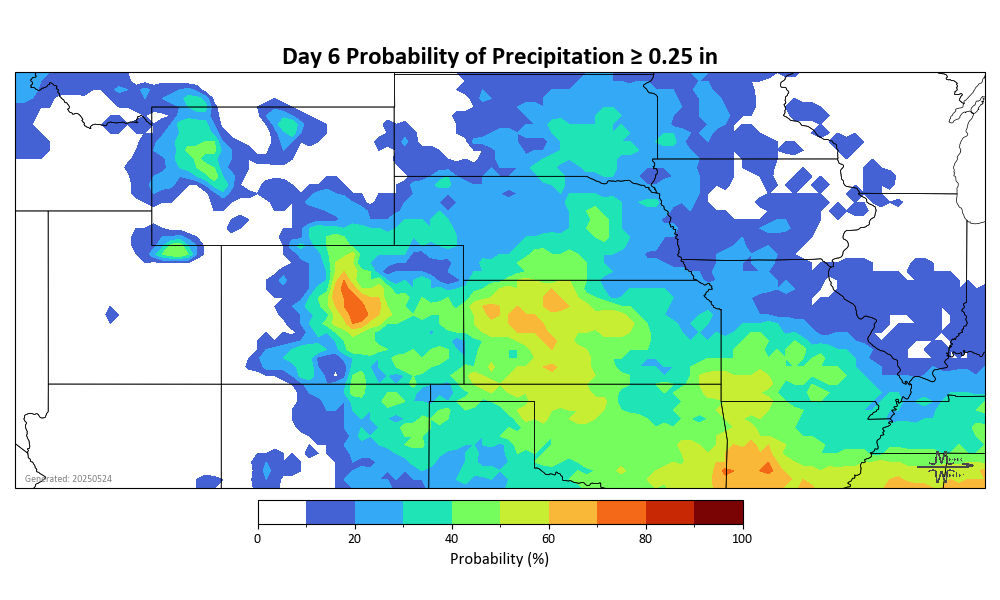 Day 6 Probability of Precipitation ≥ 0.25 in
Generated: 20250524
0 20 40 60 80 100
Probability (%)